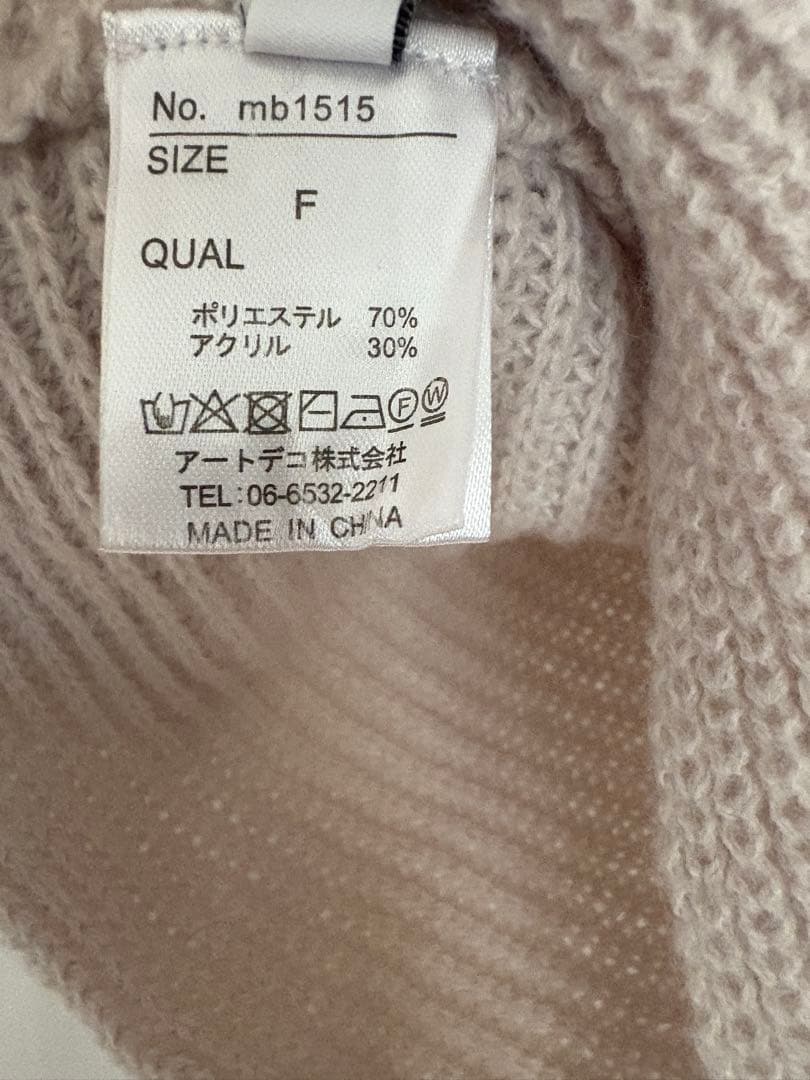 No. mb1515
SIZE
F
QUAL
ポリエステル 70%
アクリル 30%
F W
アートデコ株式会社
TEL:06-6532-2211
MADE IN CHINA